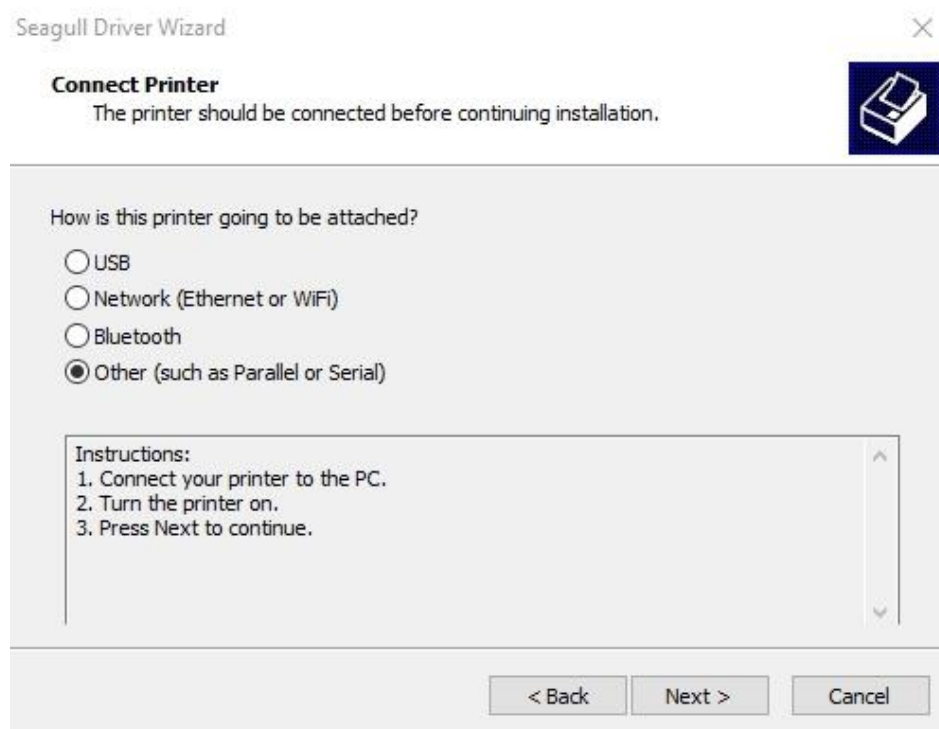 Seagull Driver Wizard
Connect Printer
The printer should be connected before continuing installation.
How is this printer going to be attached?
USB
Network (Ethernet or WiFi)
Bluetooth
Other (such as Parallel or Serial)
Instructions:
1. Connect your printer to the PC.
2. Turn the printer on.
3. Press Next to continue.
< Back Next > Cancel